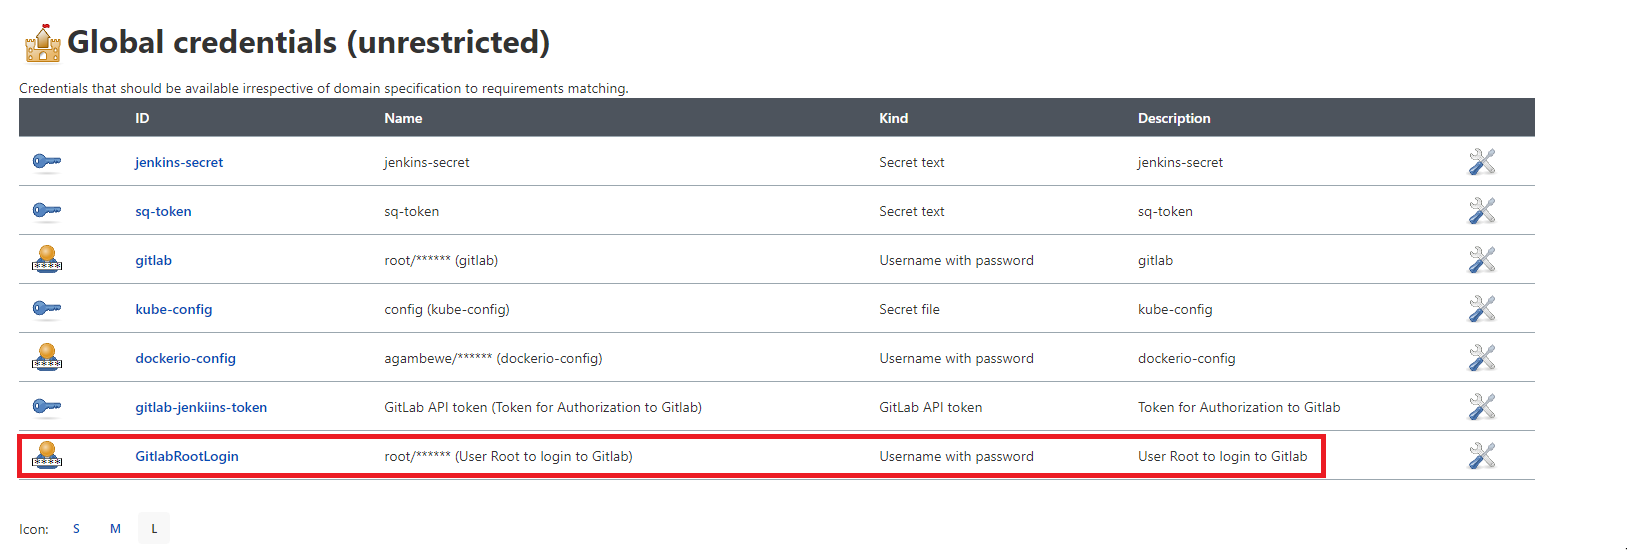 Global credentials (unrestricted)
Credentials that should be available irrespective of domain specification to requirements matching.
ID Name Kind Description
jenkins-secret jenkins-secret Secret text jenkins-secret
sq-token sq-token Secret text sq-token
gitlab root/****** (gitlab) Username with password gitlab
kube-config config (kube-config) Secret file kube-config
dockerio-config agambewe/****** (dockerio-config) Username with password dockerio-config
gitlab-jenkiins-token GitLab API token (Token for Authorization to Gitlab) GitLab API token Token for Authorization to Gitlab
GitlabRootLogin root/****** (User Root to login to Gitlab) Username with password User Root to login to Gitlab
Icon: S M L